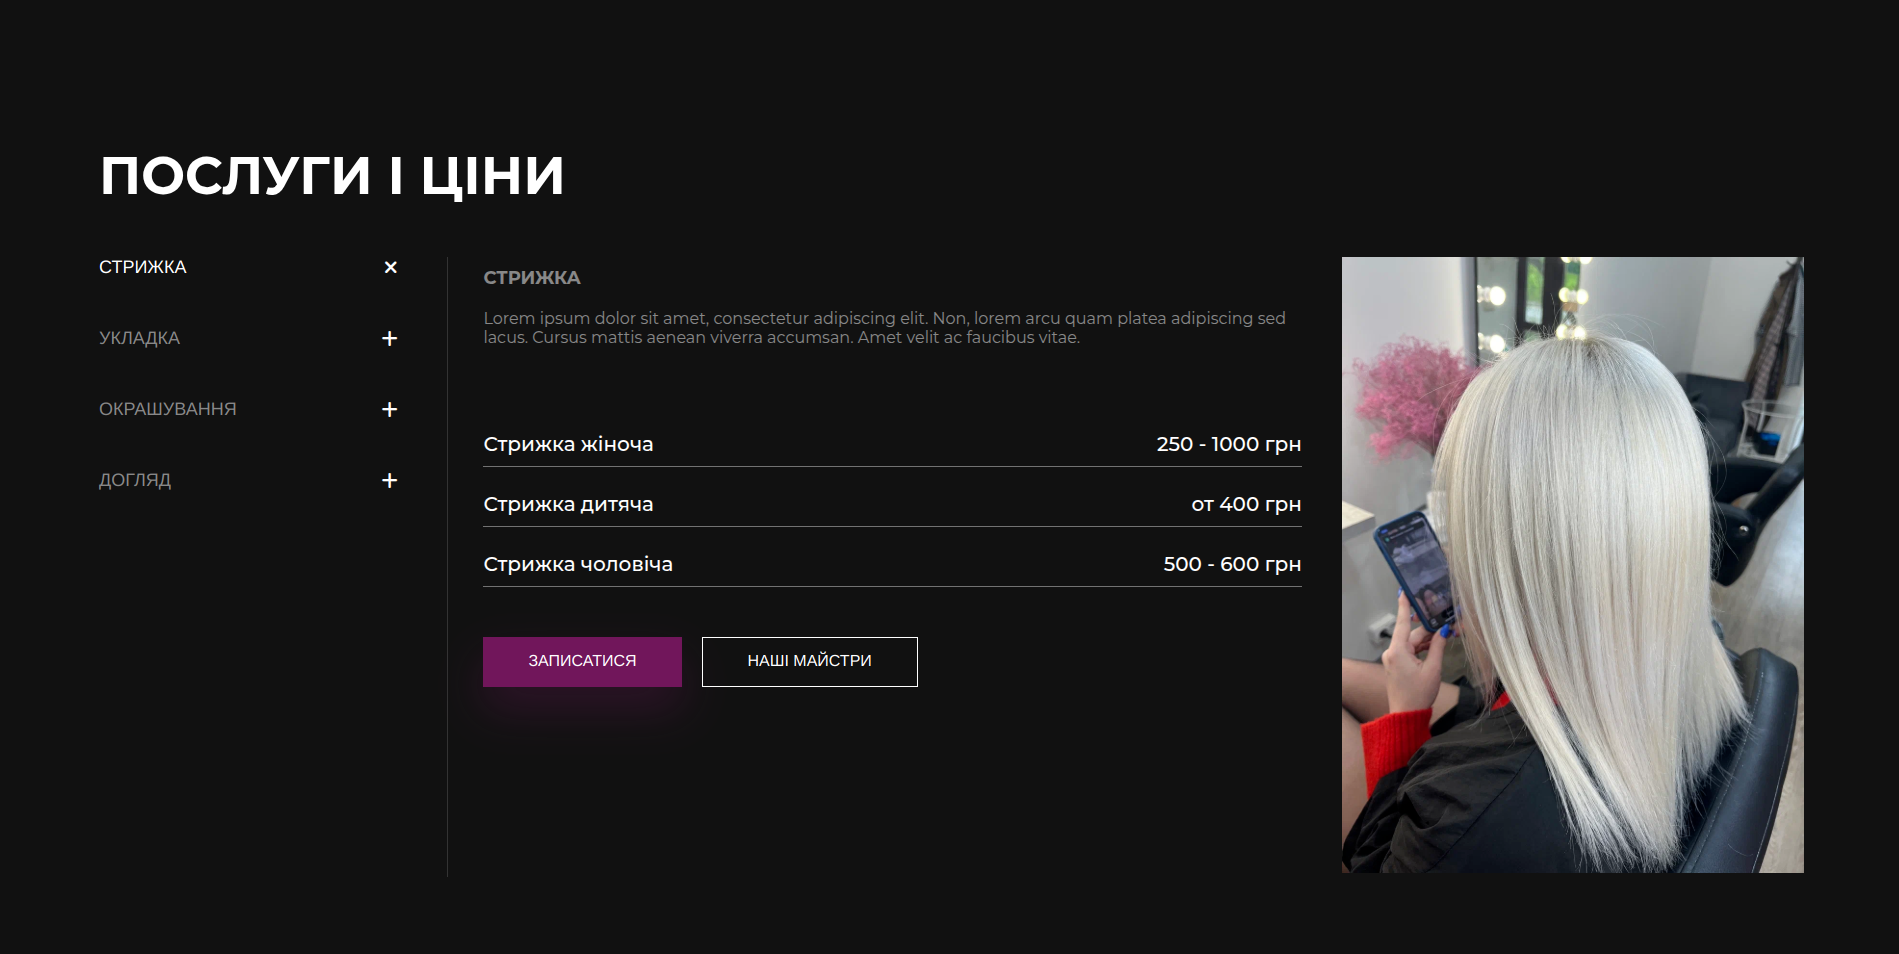 ПОСЛУГИ І ЦІНИ
СТРИЖКА
УКЛАДКА
ОКРАШУВАННЯ
ДОГЛЯД
СТРИЖКА
Lorem ipsum dolor sit amet, consectetur adipiscing elit. Non, lorem arcu quam platea adipiscing sed
lacus. Cursus mattis aenean viverra accumsan. Amet velit ac faucibus vitae.
Стрижка жіноча 250 - 1000 грн
Стрижка дитяча от 400 грн
Стрижка чоловіча 500 - 600 грн
ЗАПИСАТИСЯ НАШІ МАЙСТРИ